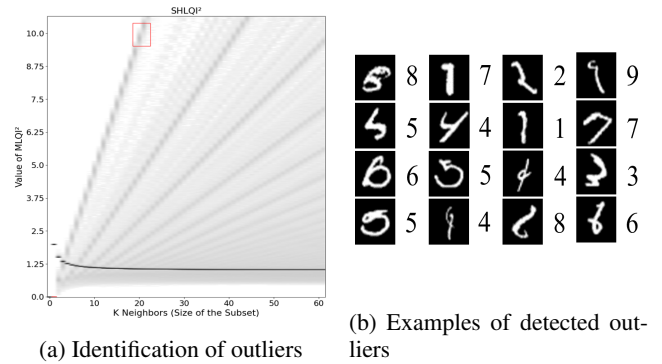 SHLQI²
Value of MLQI²
10.0
8.75
7.5
6.25
5.0
3.75
2.5
1.25
0.0
0 10 20 30 40 50 60
K Neighbors (Size of the Subset)
(a) Identification of outliers
8 7 2 9
5 4 1 7
6 5 4 3
5 4 8 6
(b) Examples of detected out-
liers